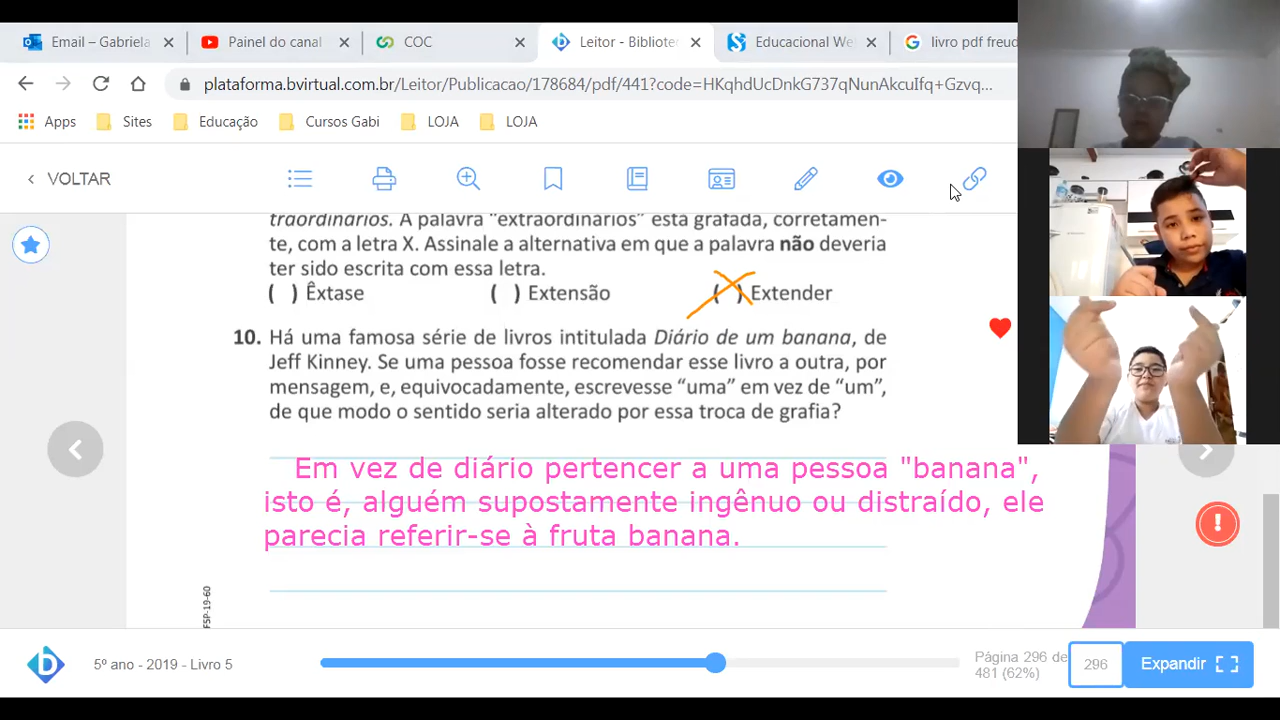 Email – Gabriela
Painel do canal
COC
Leitor - Bibliote
Educacional We
livro pdf freud
plataforma.bvirtual.com.br/Leitor/Publicacao/178684/pdf/441?code=HKqhdUcDnkG737qNunAkcuIfq+Gzvq...
Apps
Sites
Educação
Cursos Gabi
LOJA
LOJA
VOLTAR
traordinários. A palavra "extraordinários" está grafada, corretamen-
te, com a letra X. Assinale a alternativa em que a palavra não deveria
ter sido escrita com essa letra.
( ) Êxtase ( ) Extensão ( ) Extender
10. Há uma famosa série de livros intitulada Diário de um banana, de
Jeff Kinney. Se uma pessoa fosse recomendar esse livro a outra, por
mensagem, e, equivocadamente, escrevesse “uma” em vez de “um”,
de que modo o sentido seria alterado por essa troca de grafia?
Em vez de diário pertencer a uma pessoa "banana",
isto é, alguém supostamente ingênuo ou distraído, ele
parecia referir-se à fruta banana.
F5P-19-60
5º ano - 2019 - Livro 5
Página 296 de
481 (62%)
296
Expandir